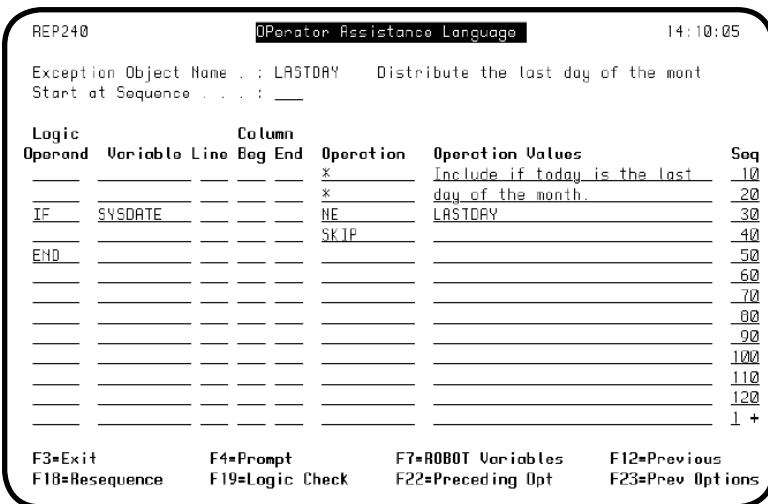 REP240 OPerator Assistance Language 14:10:05
Exception Object Name . : LASTDAY Distribute the last day of the mont
Start at Sequence . . . : ___
Logic Column
Operand Variable Line Beg End Operation Operation Values Seq
* Include if today is the last 10
* day of the month. 20
IF SYSDATE NE LASTDAY 30
SKIP 40
END 50
60
70
80
90
100
110
120
1 +
F3=Exit F4=Prompt F7=ROBOT Variables F12=Previous
F18=Resequence F19=Logic Check F22=Preceding Opt F23=Prev Options